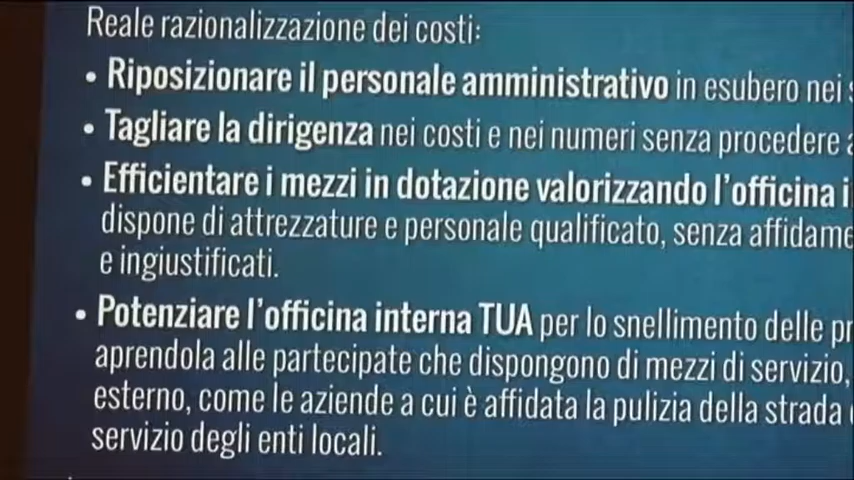 Reale razionalizzazione dei costi:
• Riposizionare il personale amministrativo in esubero nei
• Tagliare la dirigenza nei costi e nei numeri senza procedere
• Efficientare i mezzi in dotazione valorizzando l'officina
dispone di attrezzature e personale qualificato, senza
e ingiustificati.
• Potenziare l'officina interna TUA per lo snellimento delle
aprendola alle partecipate che dispongono di mezzi di servizio,
esterno, come le aziende a cui è affidata la pulizia della strada
servizio degli enti locali.